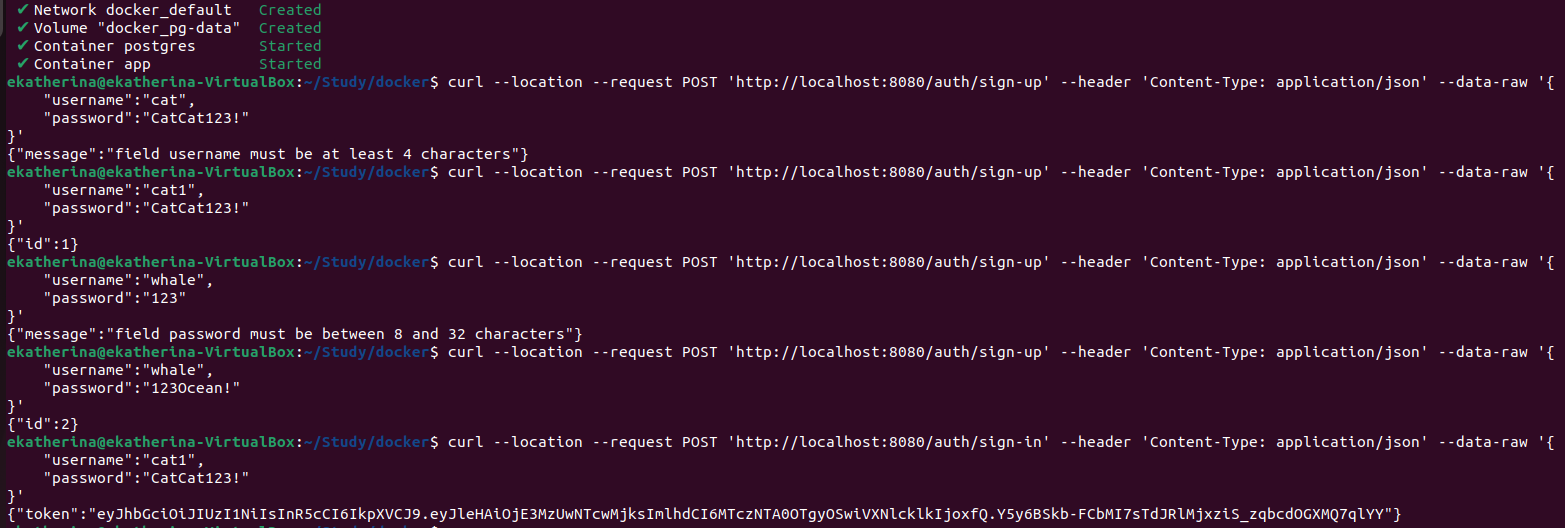 ✔ Network docker_default Created
✔ Volume "docker_pg-data" Created
✔ Container postgres Started
✔ Container app Started
ekatherina@ekatherina-VirtualBox:~/Study/docker$ curl --location --request POST 'http://localhost:8080/auth/sign-up' --header 'Content-Type: application/json' --data-raw '{
    "username":"cat",
    "password":"CatCat123!"
}'
{"message":"field username must be at least 4 characters"}
ekatherina@ekatherina-VirtualBox:~/Study/docker$ curl --location --request POST 'http://localhost:8080/auth/sign-up' --header 'Content-Type: application/json' --data-raw '{
    "username":"cat1",
    "password":"CatCat123!"
}'
{"id":1}
ekatherina@ekatherina-VirtualBox:~/Study/docker$ curl --location --request POST 'http://localhost:8080/auth/sign-up' --header 'Content-Type: application/json' --data-raw '{
    "username":"whale",
    "password":"123"
}'
{"message":"field password must be between 8 and 32 characters"}
ekatherina@ekatherina-VirtualBox:~/Study/docker$ curl --location --request POST 'http://localhost:8080/auth/sign-up' --header 'Content-Type: application/json' --data-raw '{
    "username":"whale",
    "password":"123Ocean!"
}'
{"id":2}
ekatherina@ekatherina-VirtualBox:~/Study/docker$ curl --location --request POST 'http://localhost:8080/auth/sign-in' --header 'Content-Type: application/json' --data-raw '{
    "username":"cat1",
    "password":"CatCat123!"
}'
{"token":"eyJhbGciOiJIUzI1NiIsInR5cCI6IkpXVCJ9.eyJleHAiOjE3MzUwNTcwMjksImlhdCI6MTczNTA0OTgyOSwiVXNlcklkIjoxfQ.Y5y6BSkb-FCbMI7sTdJRlMjxziS_zqbcdOGXMQ7qlYY"}